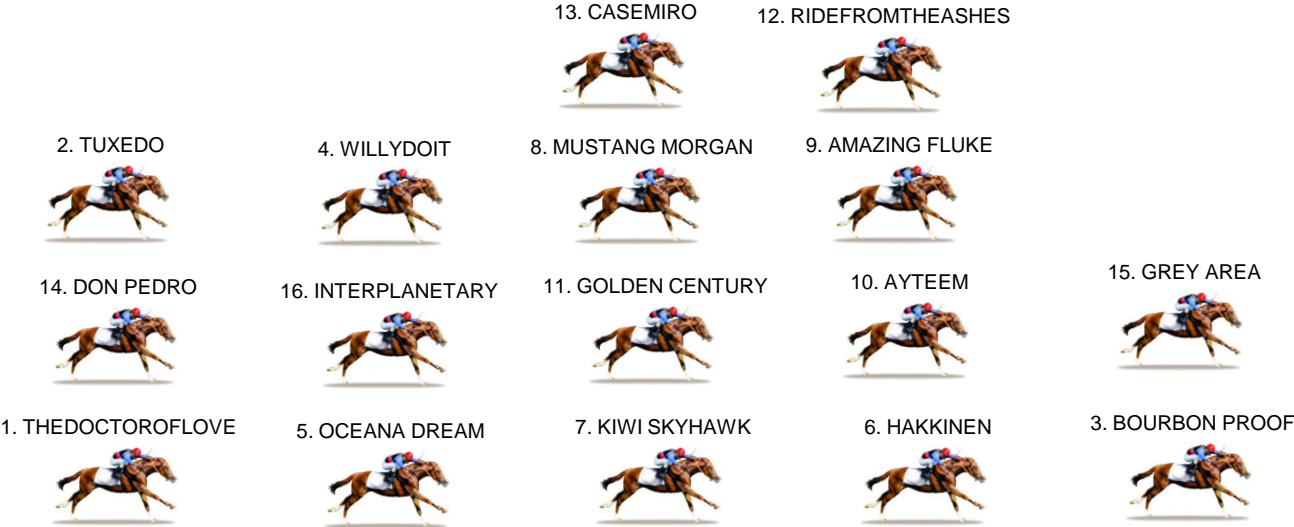 13. CASEMIRO
12. RIDEFROMTHEASHES
2. TUXEDO
4. WILLYDOIT
8. MUSTANG MORGAN
9. AMAZING FLUKE
14. DON PEDRO
16. INTERPLANETARY
11. GOLDEN CENTURY
10. AYTEEM
15. GREY AREA
1. THEDOCTOROFLOVE
5. OCEANA DREAM
7. KIWI SKYHAWK
6. HAKKINEN
3. BOURBON PROOF